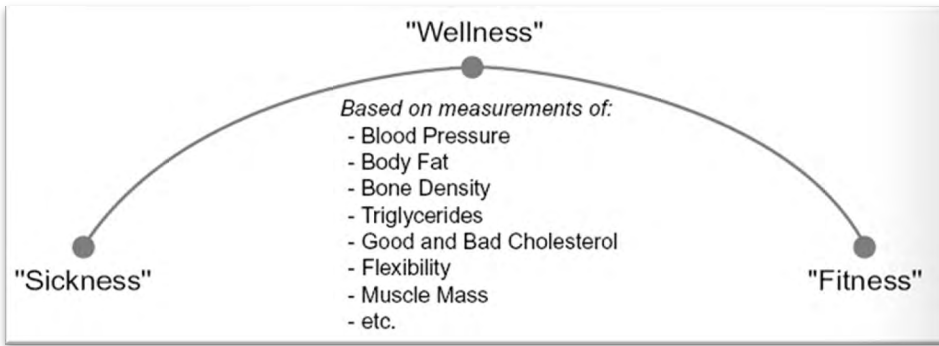 "Wellness"
Based on measurements of:
- Blood Pressure
- Body Fat
- Bone Density
- Triglycerides
- Good and Bad Cholesterol
- Flexibility
- Muscle Mass
- etc.
"Sickness"
"Fitness"